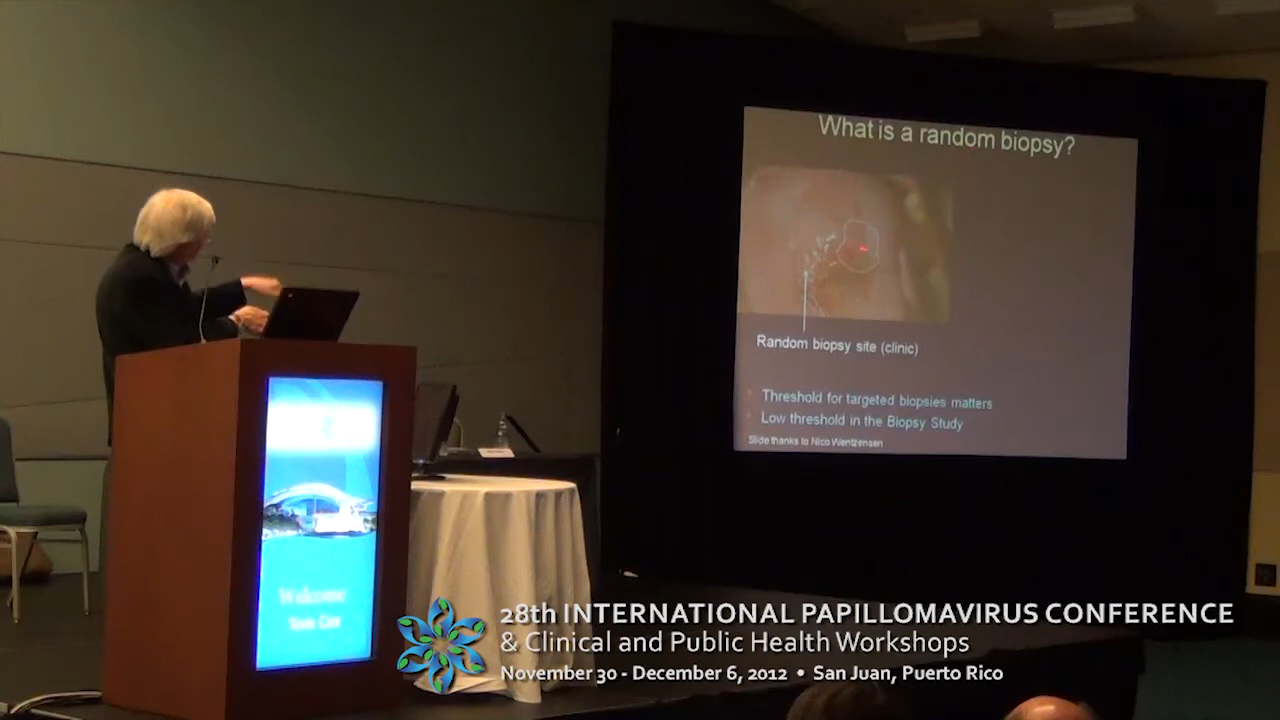 What is a random biopsy?
Random biopsy site (clinic)
Threshold for targeted biopsies matters
Low threshold in the Biopsy Study
Slide thanks to Nico Wentzensen
Welcome
28th INTERNATIONAL PAPILLOMAVIRUS CONFERENCE
& Clinical and Public Health Workshops
November 30 - December 6, 2012 • San Juan, Puerto Rico